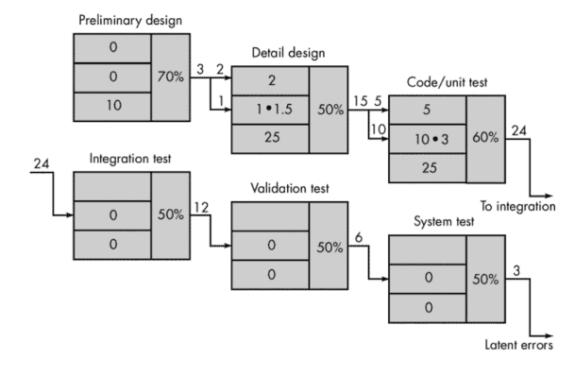 Preliminary design
0
0
10
70%
3 2
1
Detail design
2
1 • 1.5
25
50%
15 5
10
Code/unit test
5
10 • 3
25
60%
24
To integration
24
Integration test
0
0
50%
12
Validation test
0
0
50%
6
System test
0
0
50%
3
Latent errors